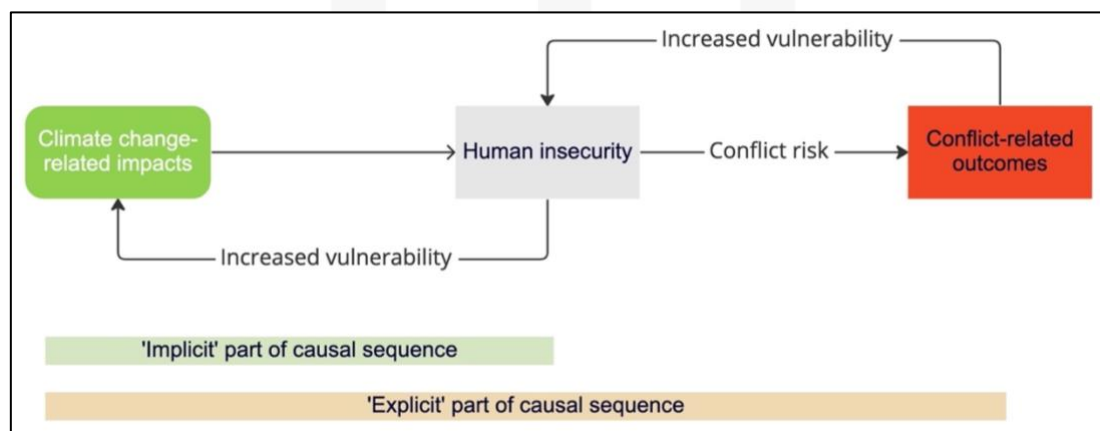 Increased vulnerability
Climate change-
related impacts
Human insecurity
Conflict risk
Conflict-related
outcomes
Increased vulnerability
'Implicit' part of causal sequence
'Explicit' part of causal sequence